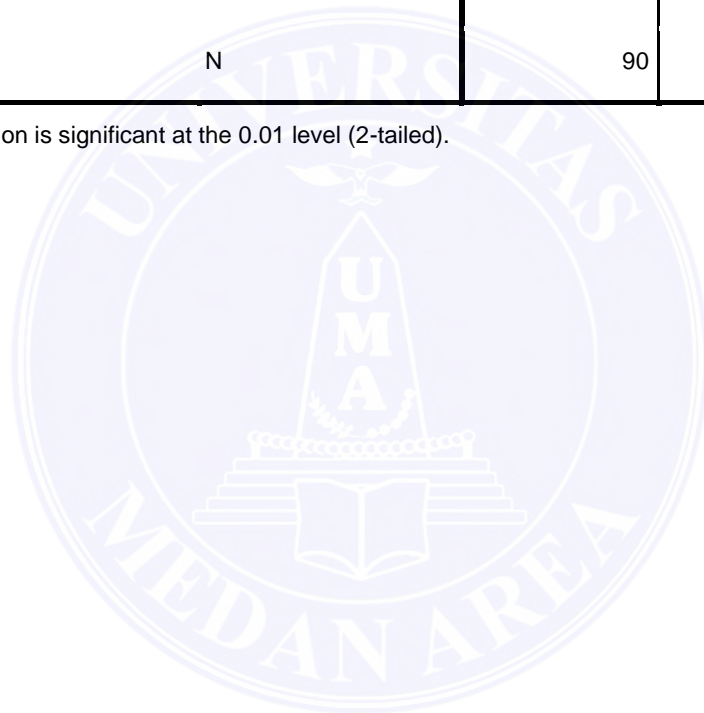 N 90
on is significant at the 0.01 level (2-tailed).
UNIVERSITAS
U
M
A
MEDAN AREA